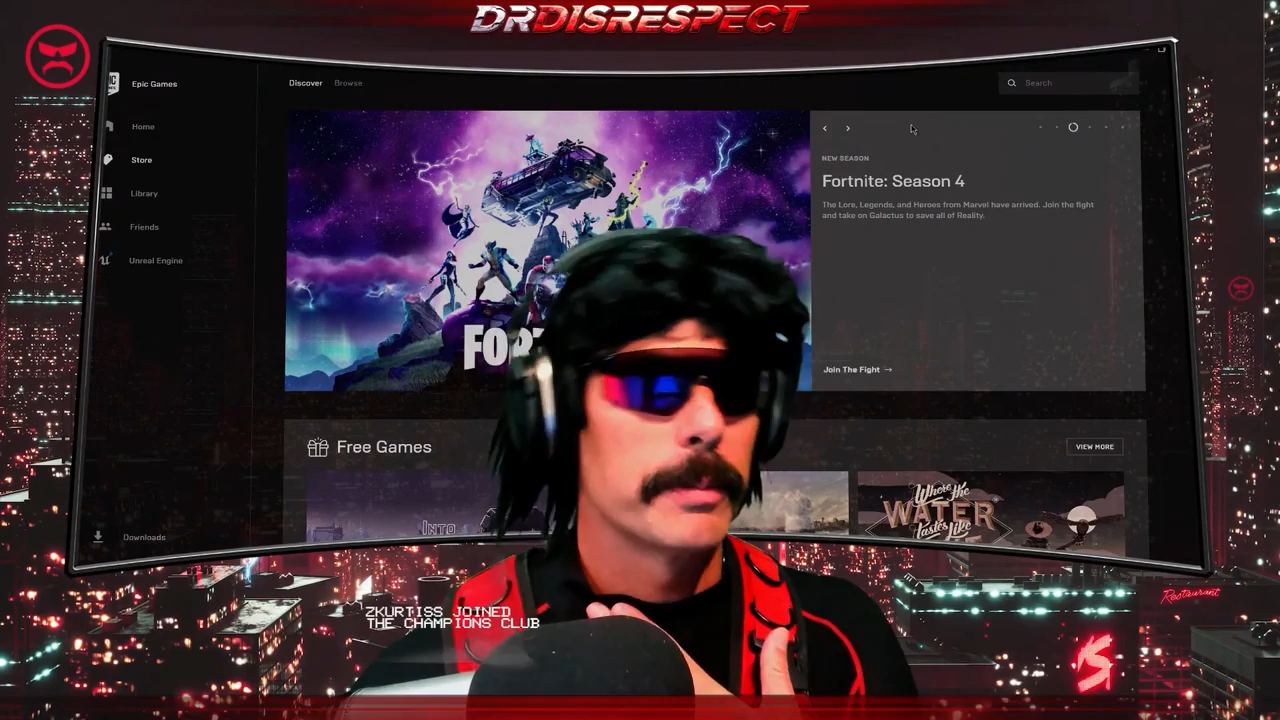 DRDISRESPECT
Epic Games
Discover
Browse
Search
Home
Store
Library
Friends
Unreal Engine
NEW SEASON
Fortnite: Season 4
The Lore, Legends, and Heroes from Marvel have arrived. Join the fight
and take on Galactus to save all of Reality.
FORT
Join The Fight →
Free Games
VIEW MORE
INTO
Where the
WATER
tastes Like
Downloads
ZKURTISS JOINED
THE CHAMPIONS CLUB
Restaurant